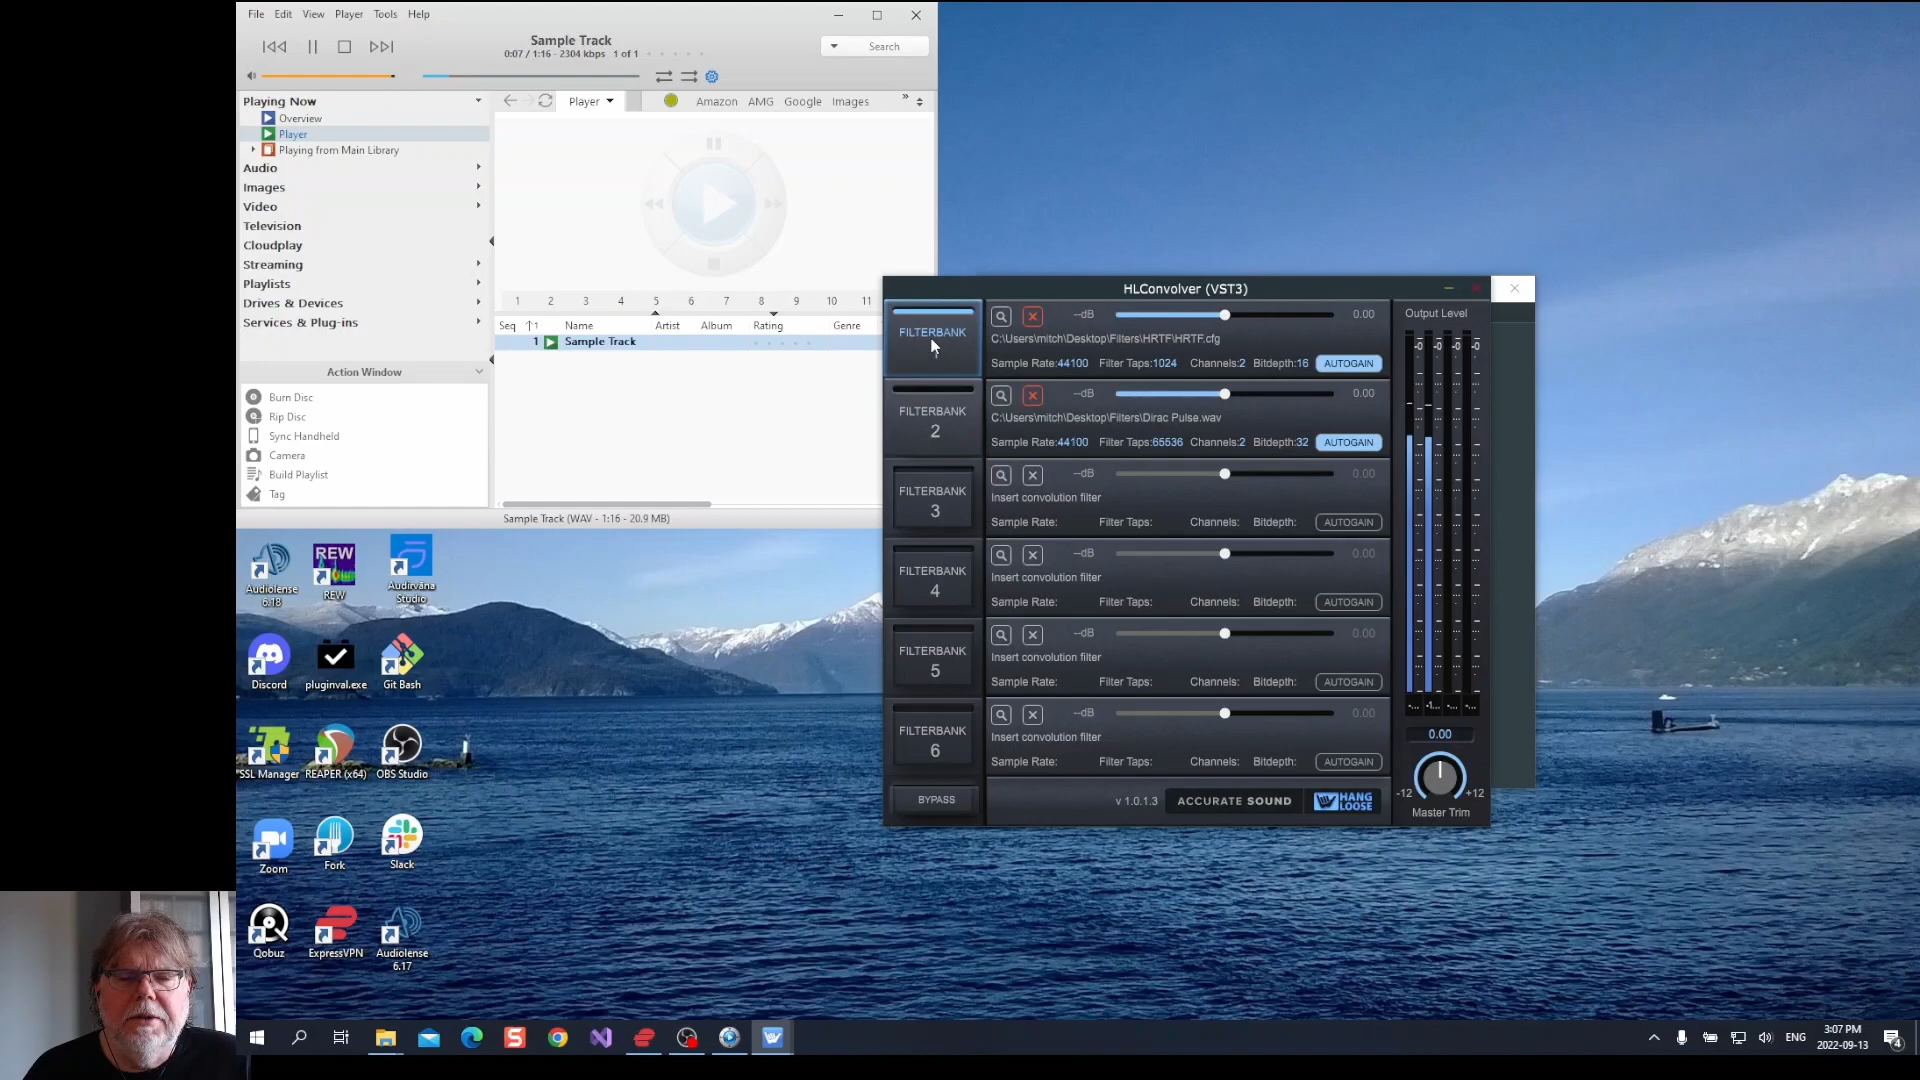 File Edit View Player Tools Help
Sample Track
0:07 / 1:16 - 2304 kbps 1 of 1
Search
Playing Now
Overview
Player
Playing from Main Library
Audio
Images
Video
Television
Cloudplay
Streaming
Playlists
Drives & Devices
Services & Plug-ins
Action Window
Burn Disc
Rip Disc
Sync Handheld
Camera
Build Playlist
Tag
Player Amazon AMG Google Images
1 2 3 4 5 6 7 8 9 10 11
Seq 1 Name Artist Album Rating Genre
1 Sample Track
Sample Track (WAV - 1:16 - 20.9 MB)
HLConvolver (VST3)
FILTERBANK
--dB 0.00
C:\Users\mitch\Desktop\Filters\HRTF\HRTF.cfg
Sample Rate:44100 Filter Taps:1024 Channels:2 Bitdepth:16 AUTOGAIN
FILTERBANK
2
--dB 0.00
C:\Users\mitch\Desktop\Filters\Dirac Pulse.wav
Sample Rate:44100 Filter Taps:65536 Channels:2 Bitdepth:32 AUTOGAIN
FILTERBANK
3
--dB 0.00
Insert convolution filter
Sample Rate: Filter Taps: Channels: Bitdepth: AUTOGAIN
FILTERBANK
4
--dB 0.00
Insert convolution filter
Sample Rate: Filter Taps: Channels: Bitdepth: AUTOGAIN
FILTERBANK
5
--dB 0.00
Insert convolution filter
Sample Rate: Filter Taps: Channels: Bitdepth: AUTOGAIN
FILTERBANK
6
--dB 0.00
Insert convolution filter
Sample Rate: Filter Taps: Channels: Bitdepth: AUTOGAIN
BYPASS
v 1.0.1.3 ACCURATE SOUND HANG LOOSE
Output Level
-0 -0 -0 -0
0.00
-12 +12
Master Trim
Audiolense 6.18
REW
REW
Audirvāna Studio
Discord
pluginval.exe
Git Bash
SSL Manager
REAPER (x64)
OBS Studio
Zoom
Fork
Slack
Qobuz
ExpressVPN
Audiolense 6.17
ENG
3:07 PM
2022-09-13
4